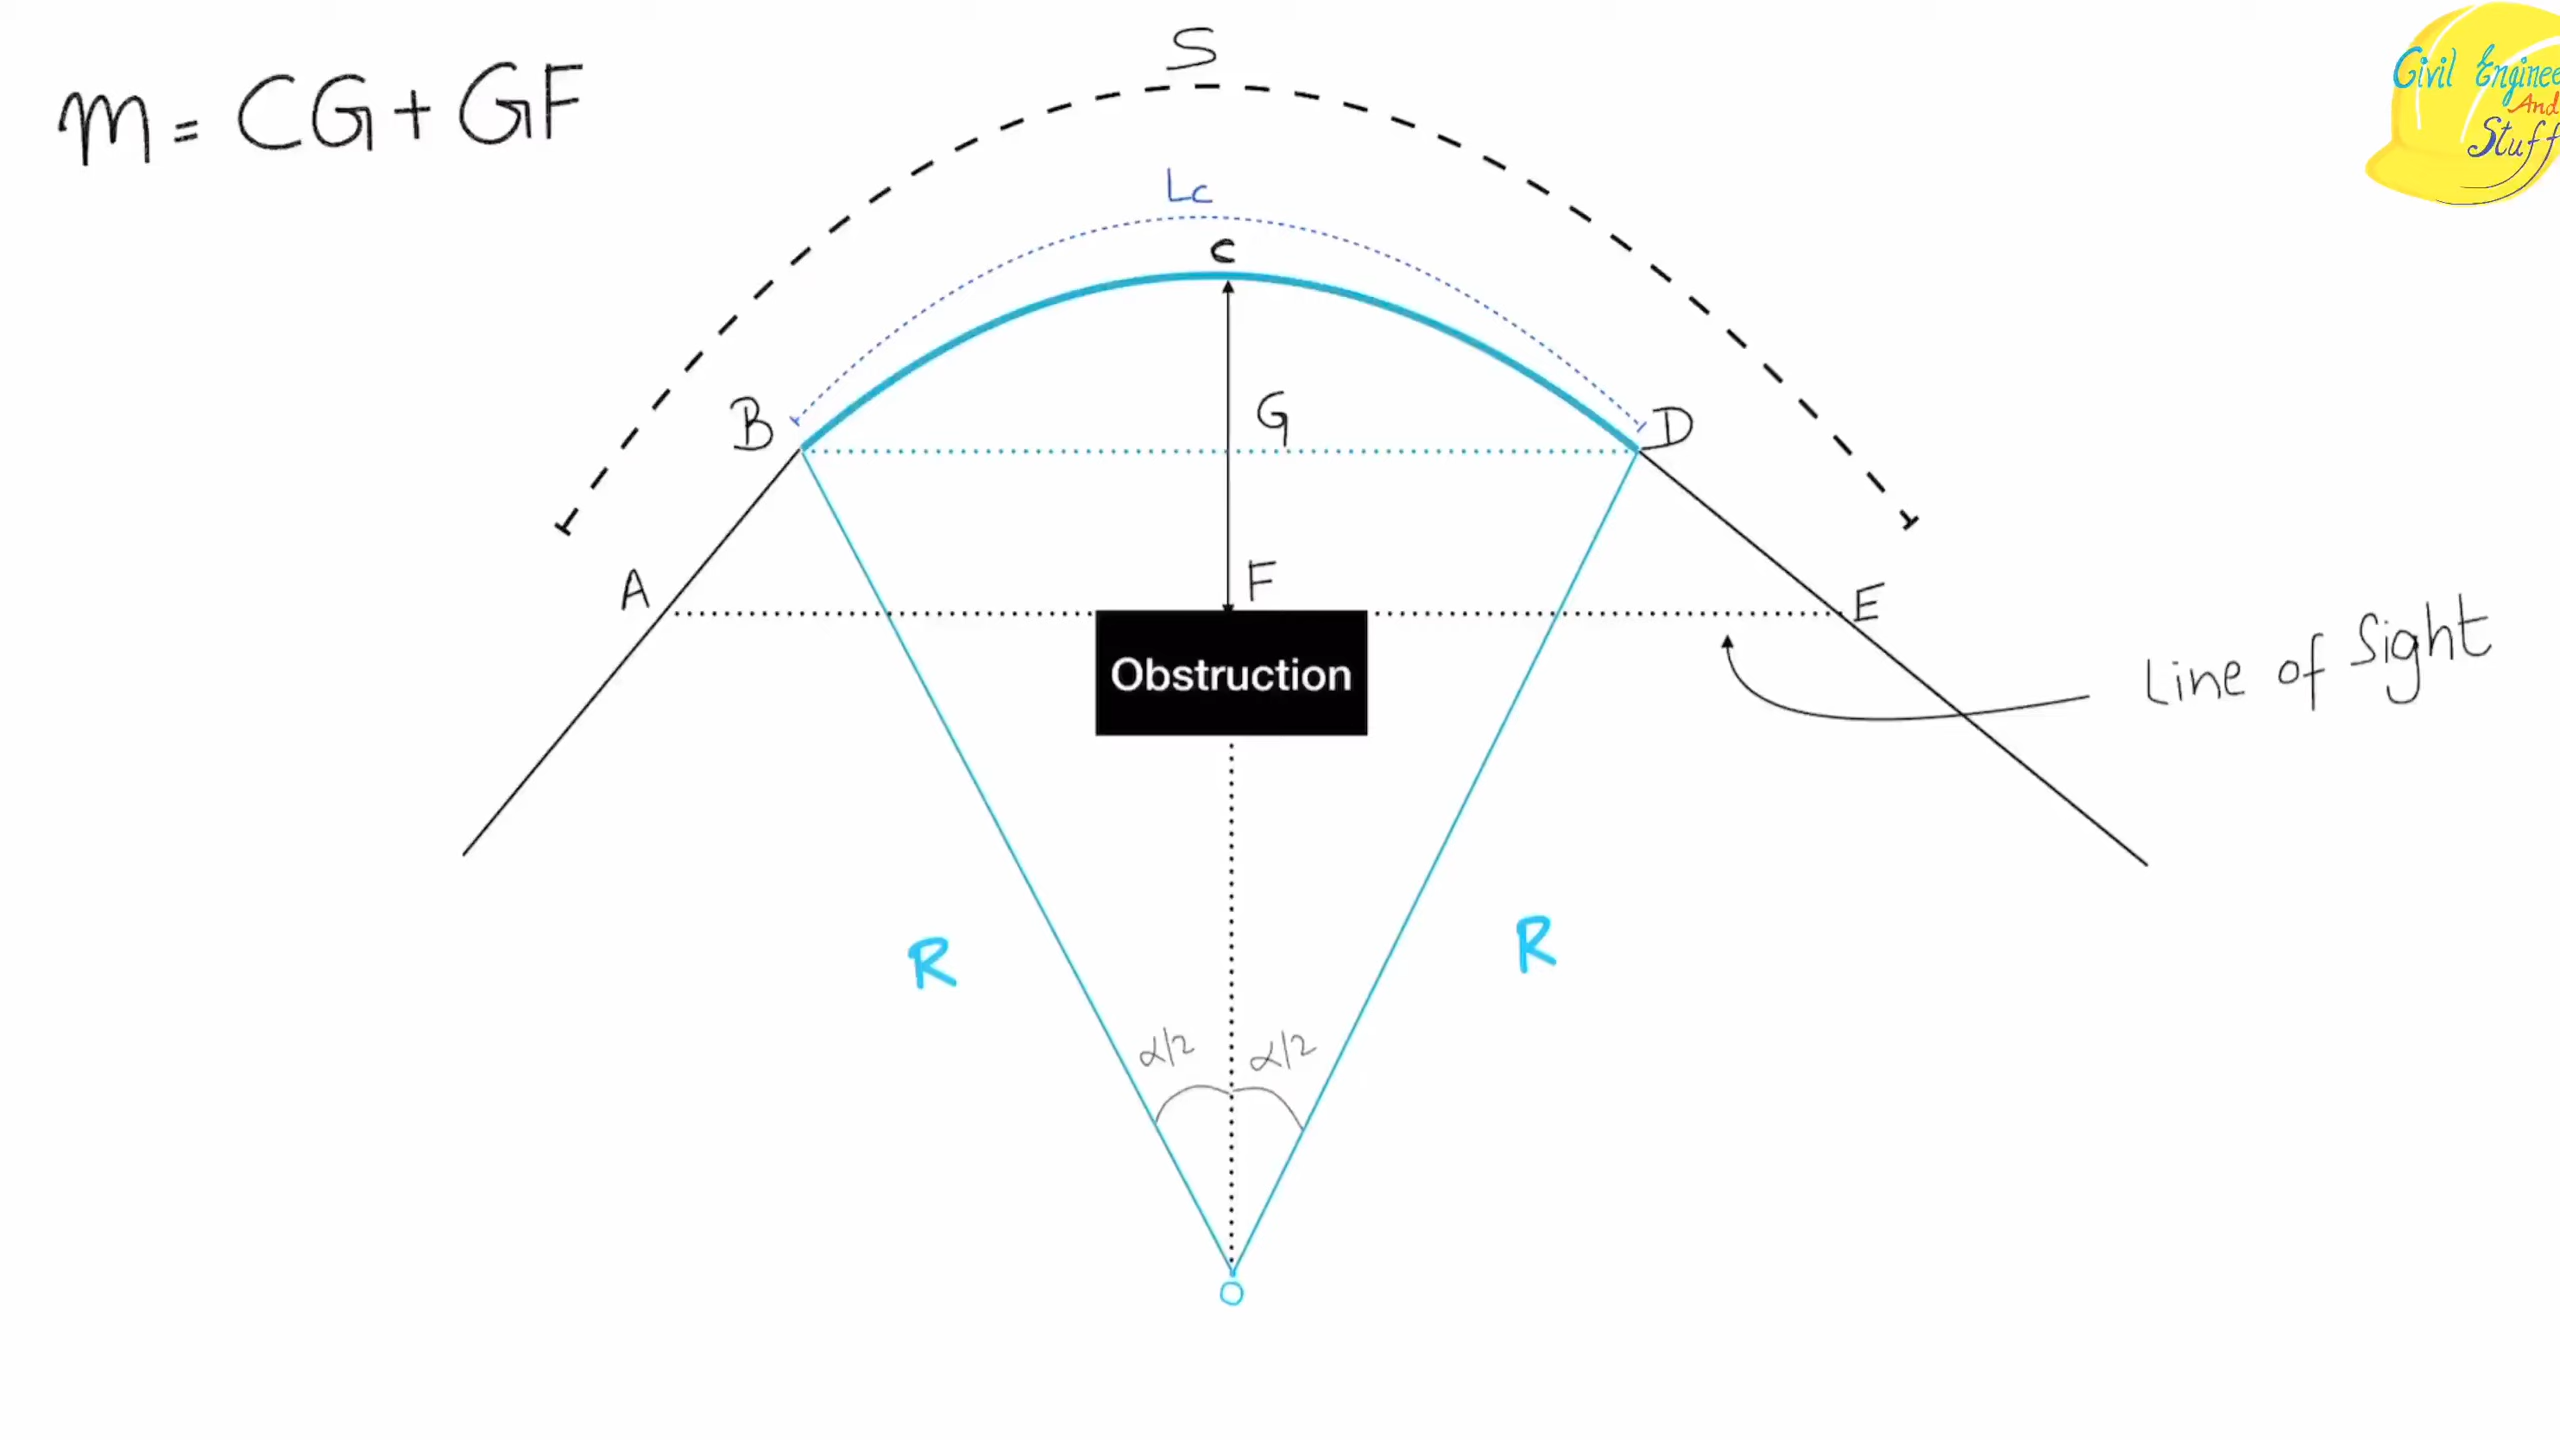 S
m = CG + GF
Civil Enginee
And
Stuff
Lc
C
B
G
D
A
F
E
Obstruction
Line of Sight
R
R
α/2
α/2
O